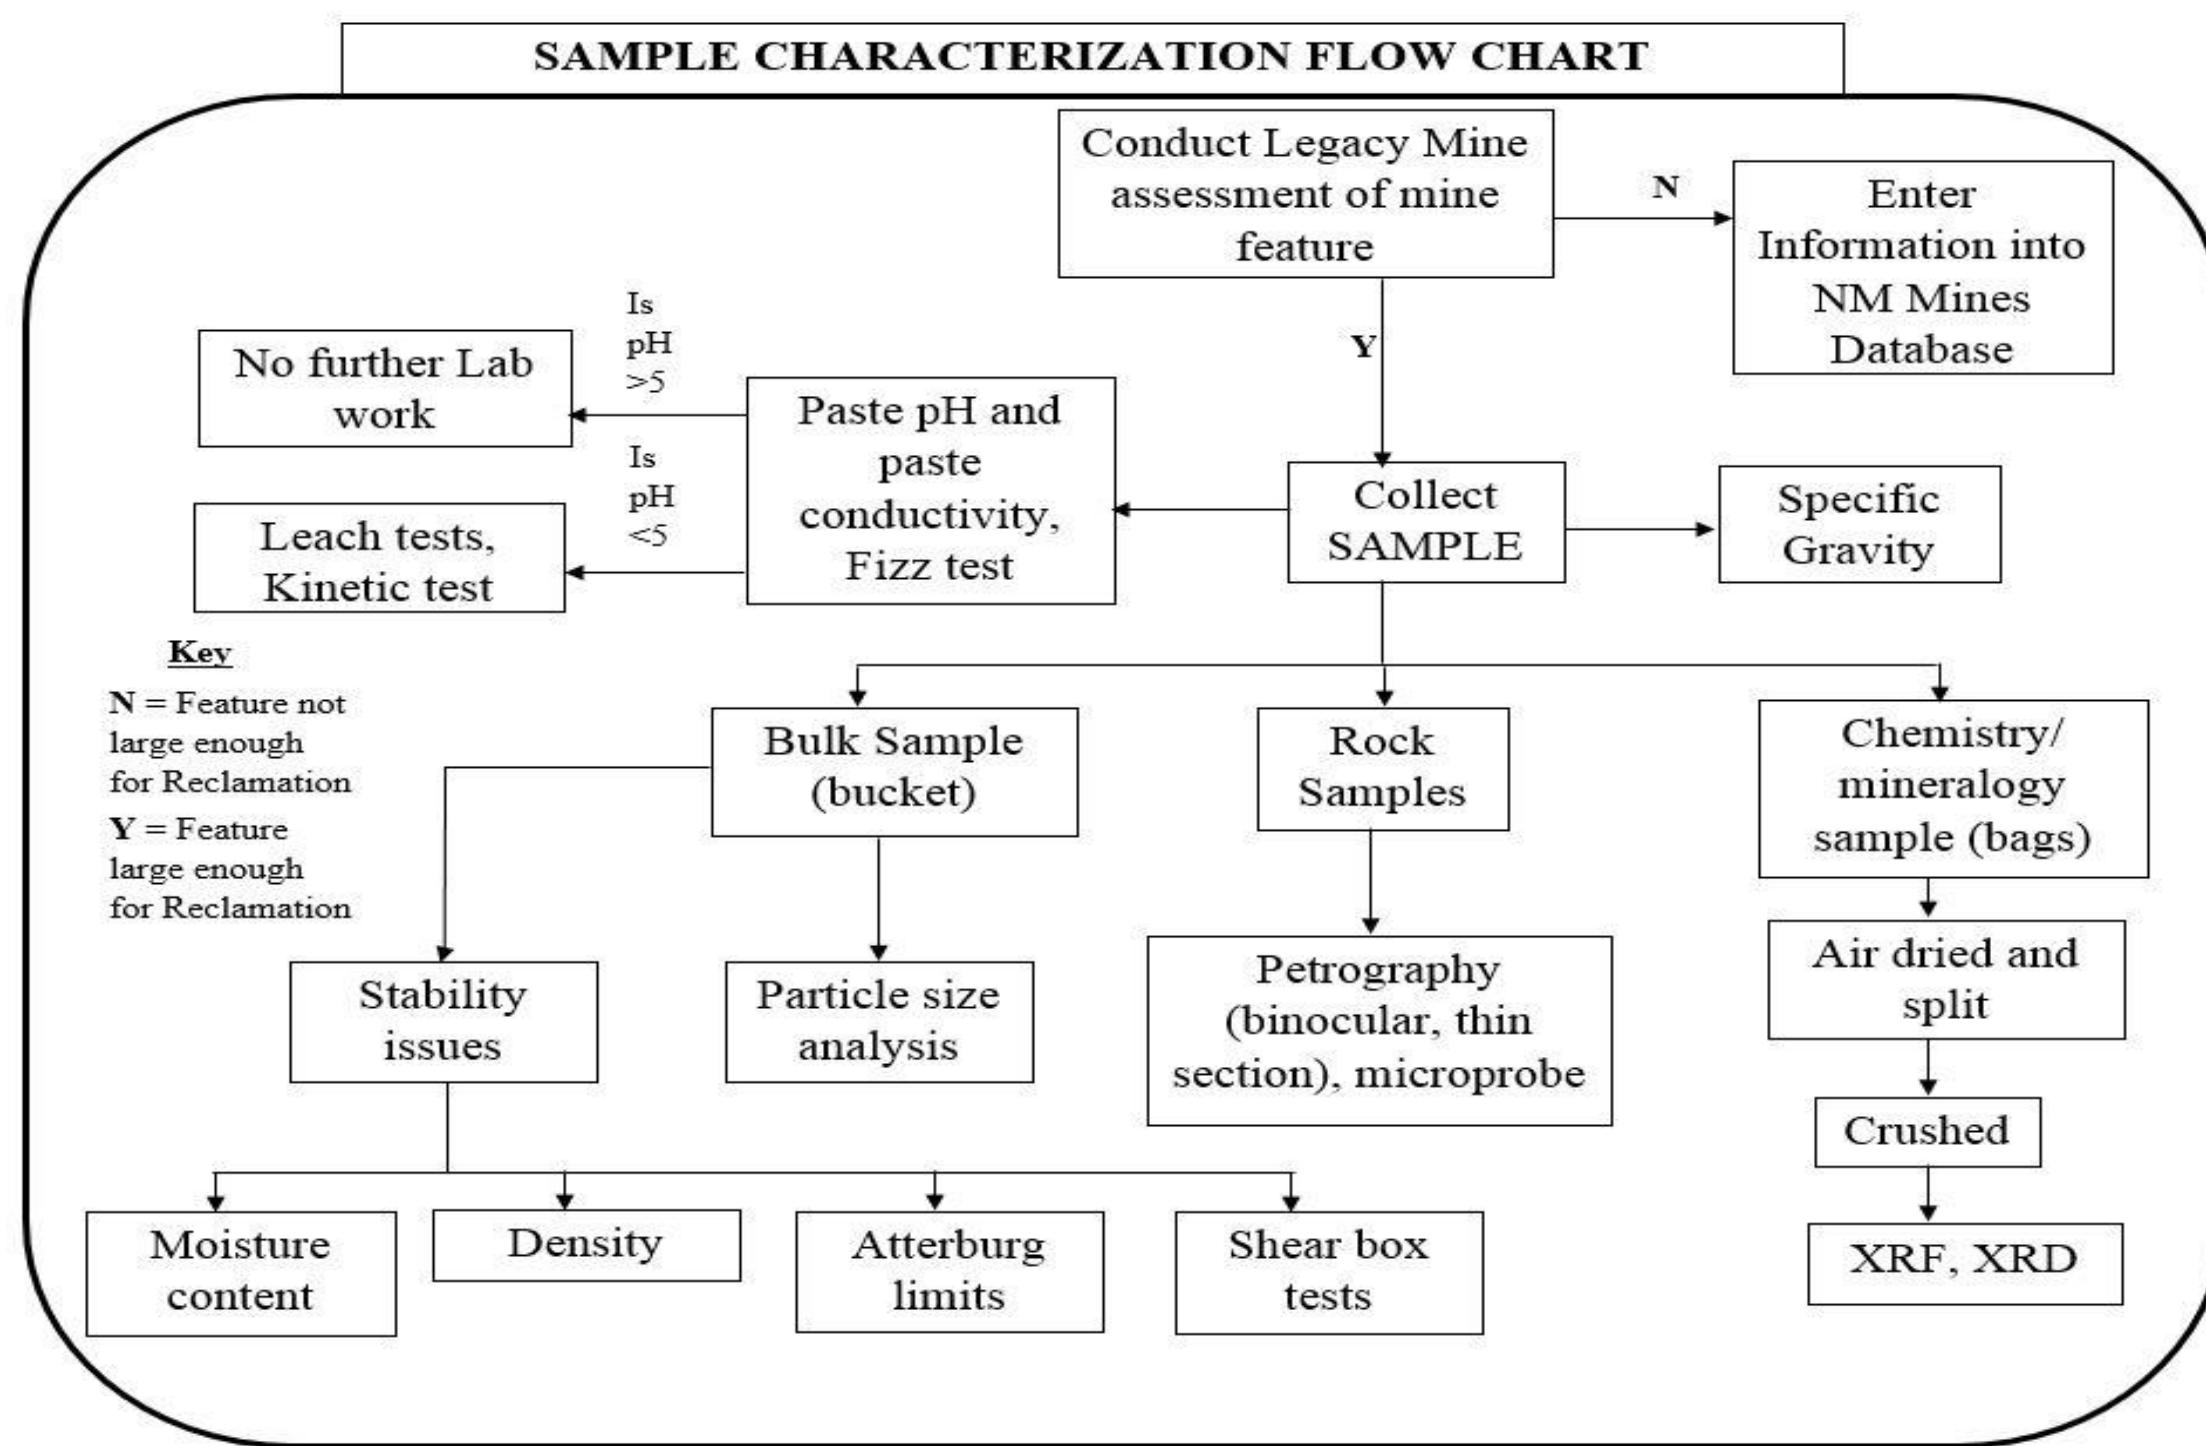 SAMPLE CHARACTERIZATION FLOW CHART
Conduct Legacy Mine
assessment of mine
feature
N
Enter
Information into
NM Mines
Database
Y
Is
pH
>5
No further Lab
work
Paste pH and
paste
conductivity,
Fizz test
Is
pH
<5
Leach tests,
Kinetic test
Collect
SAMPLE
Specific
Gravity
Key
N = Feature not
large enough
for Reclamation
Y = Feature
large enough
for Reclamation
Bulk Sample
(bucket)
Rock
Samples
Chemistry/
mineralogy
sample (bags)
Stability
issues
Particle size
analysis
Petrography
(binocular, thin
section), microprobe
Air dried and
split
Crushed
Moisture
content
Density
Atterburg
limits
Shear box
tests
XRF, XRD